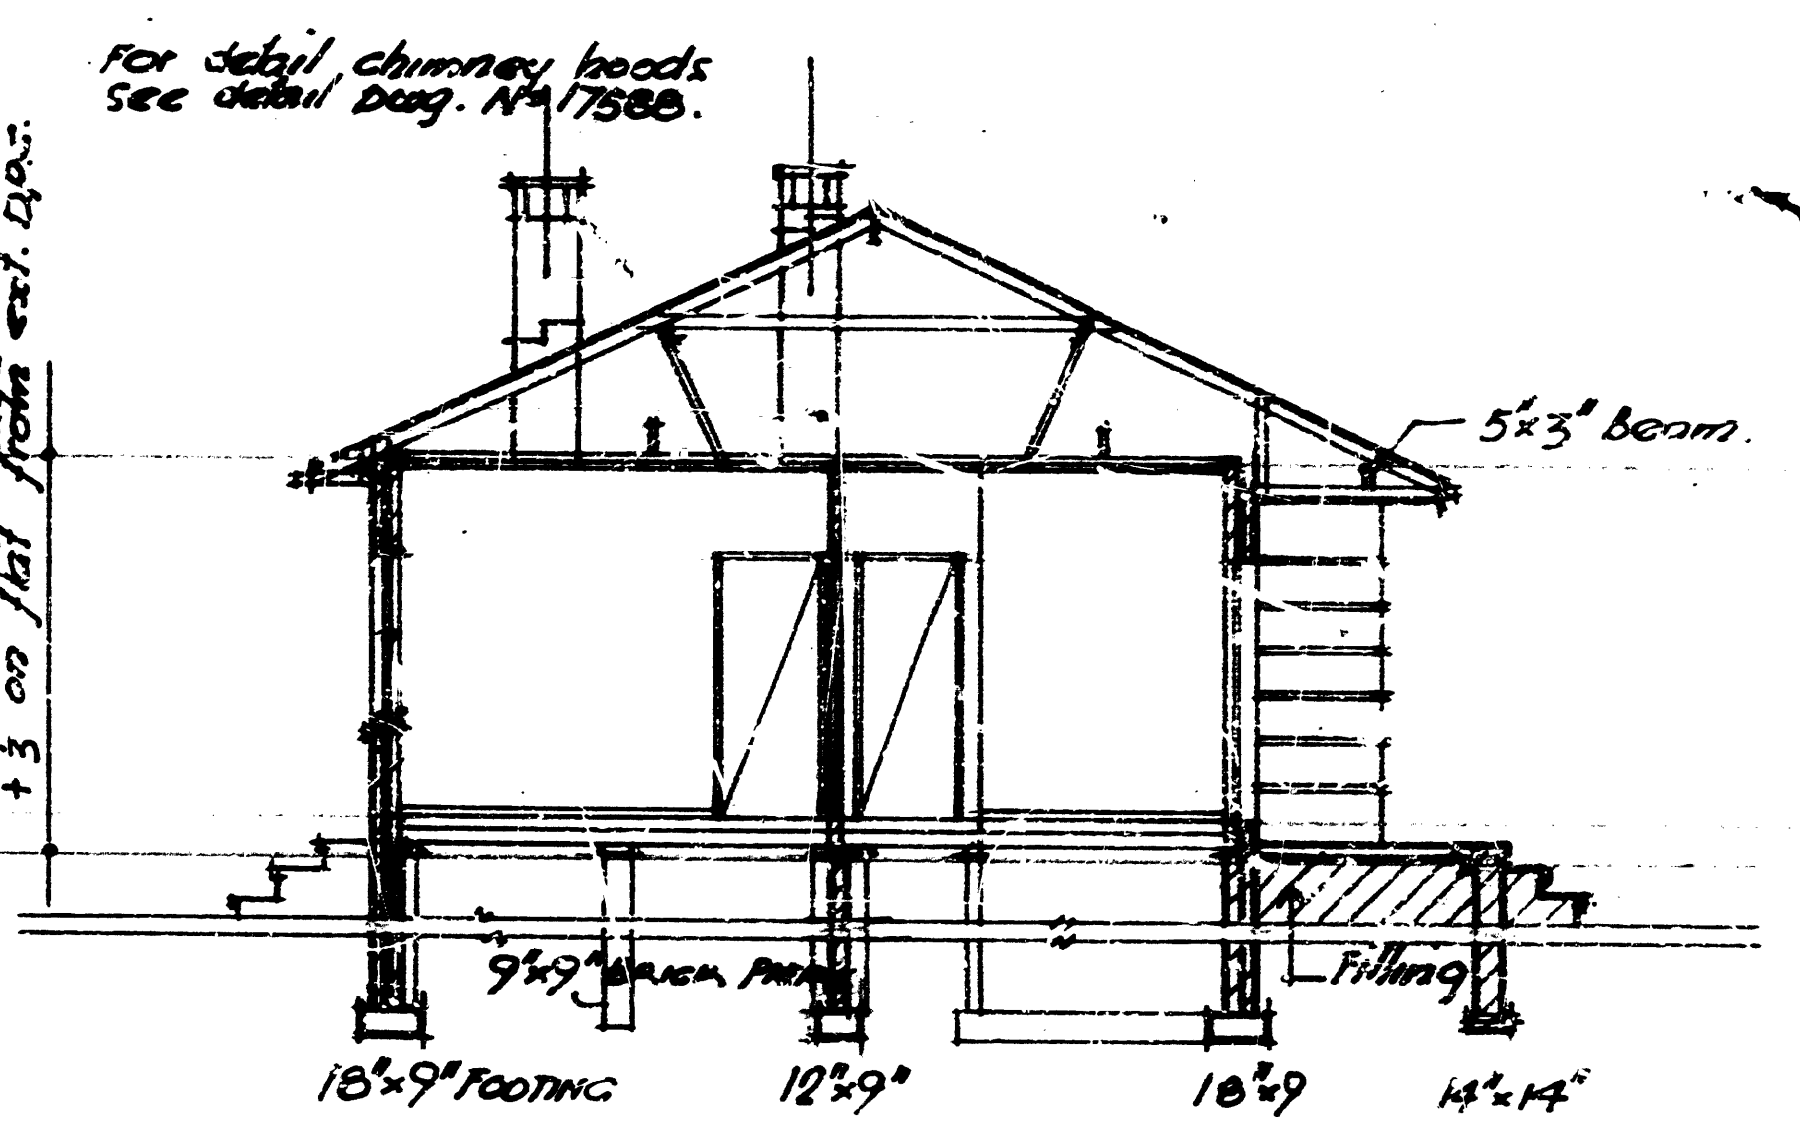 For detail chimney hoods
See detail Dwg. Nº 17588.
+ 3 on flat from ext. D.P.C.
5"x3" Beam.
9"x9" BRICK PIER
Filling
18"x9" FOOTING
12"x9"
18"x9
14"x14"